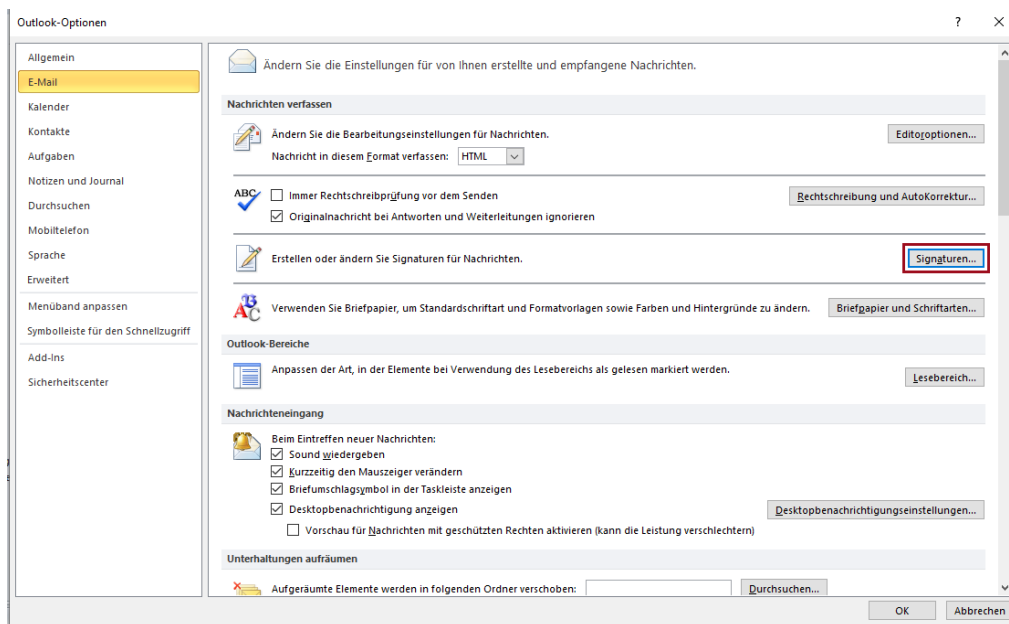 Outlook-Optionen
?
Allgemein
E-Mail
Kalender
Kontakte
Aufgaben
Notizen und Journal
Durchsuchen
Mobiltelefon
Sprache
Erweitert
Menüband anpassen
Symbolleiste für den Schnellzugriff
Add-Ins
Sicherheitscenter
Ändern Sie die Einstellungen für von Ihnen erstellte und empfangene Nachrichten.
Nachrichten verfassen
Ändern Sie die Bearbeitungseinstellungen für Nachrichten.
Editoroptionen...
Nachricht in diesem Format verfassen: HTML
ABC
Immer Rechtschreibprüfung vor dem Senden
Rechtschreibung und AutoKorrektur...
Originalnachricht bei Antworten und Weiterleitungen ignorieren
Erstellen oder ändern Sie Signaturen für Nachrichten.
Signaturen...
Verwenden Sie Briefpapier, um Standardschriftart und Formatvorlagen sowie Farben und Hintergründe zu ändern.
Briefpapier und Schriftarten...
Outlook-Bereiche
Anpassen der Art, in der Elemente bei Verwendung des Lesebereichs als gelesen markiert werden.
Lesebereich...
Nachrichteneingang
Beim Eintreffen neuer Nachrichten:
Sound wiedergeben
Kurzzeitig den Mauszeiger verändern
Briefumschlagsymbol in der Taskleiste anzeigen
Desktopbenachrichtigung anzeigen
Desktopbenachrichtigungseinstellungen...
Vorschau für Nachrichten mit geschützten Rechten aktivieren (kann die Leistung verschlechtern)
Unterhaltungen aufräumen
Aufgeräumte Elemente werden in folgenden Ordner verschoben:
Durchsuchen...
OK
Abbrechen